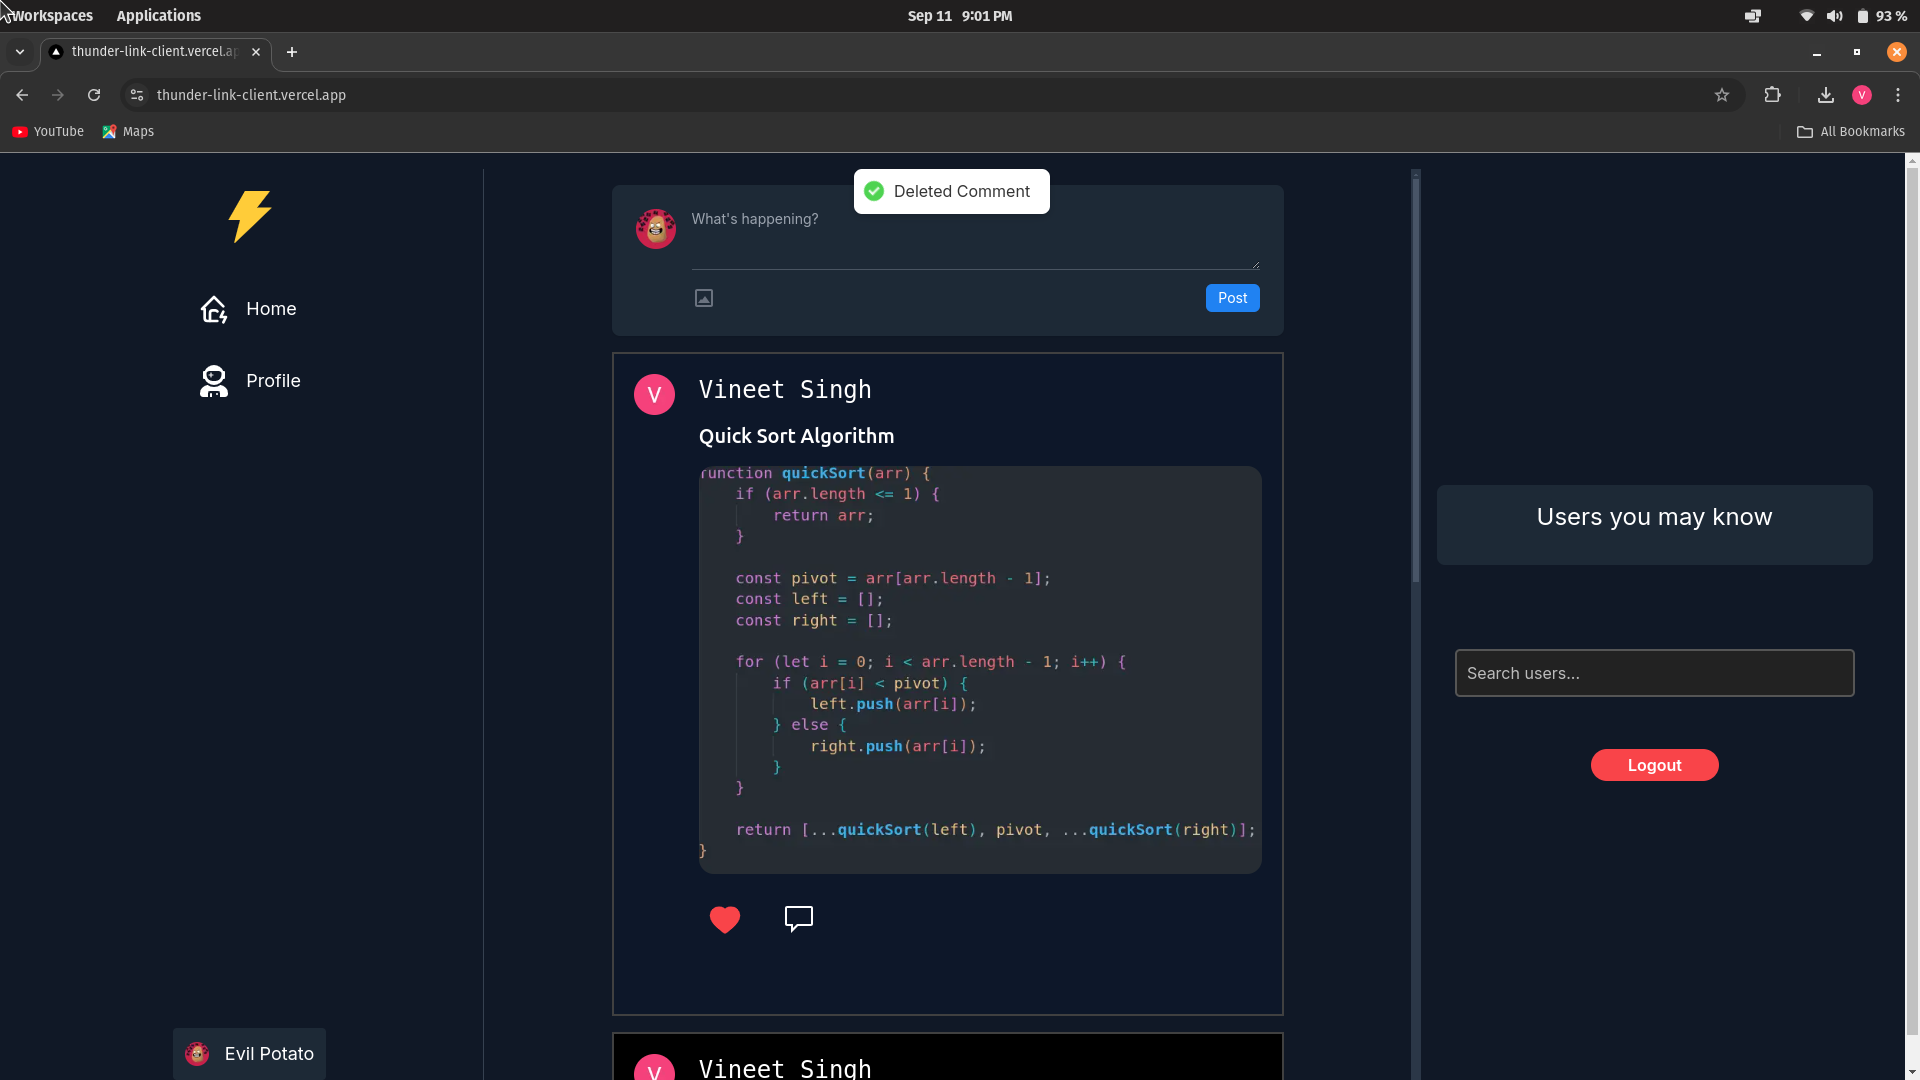 Workspaces Applications Sep 11 9:01 PM 93 %
thunder-link-client.vercel.ap
thunder-link-client.vercel.app V
YouTube Maps All Bookmarks
Deleted Comment
What's happening?
Post
Home
Profile
V Vineet Singh
Quick Sort Algorithm
function quickSort(arr) {
    if (arr.length <= 1) {
        return arr;
    }
    const pivot = arr[arr.length - 1];
    const left = [];
    const right = [];
    for (let i = 0; i < arr.length - 1; i++) {
        if (arr[i] < pivot) {
            left.push(arr[i]);
        } else {
            right.push(arr[i]);
        }
    }
    return [...quickSort(left), pivot, ...quickSort(right)];
}
V Vineet Singh
Users you may know
Search users...
Logout
Evil Potato